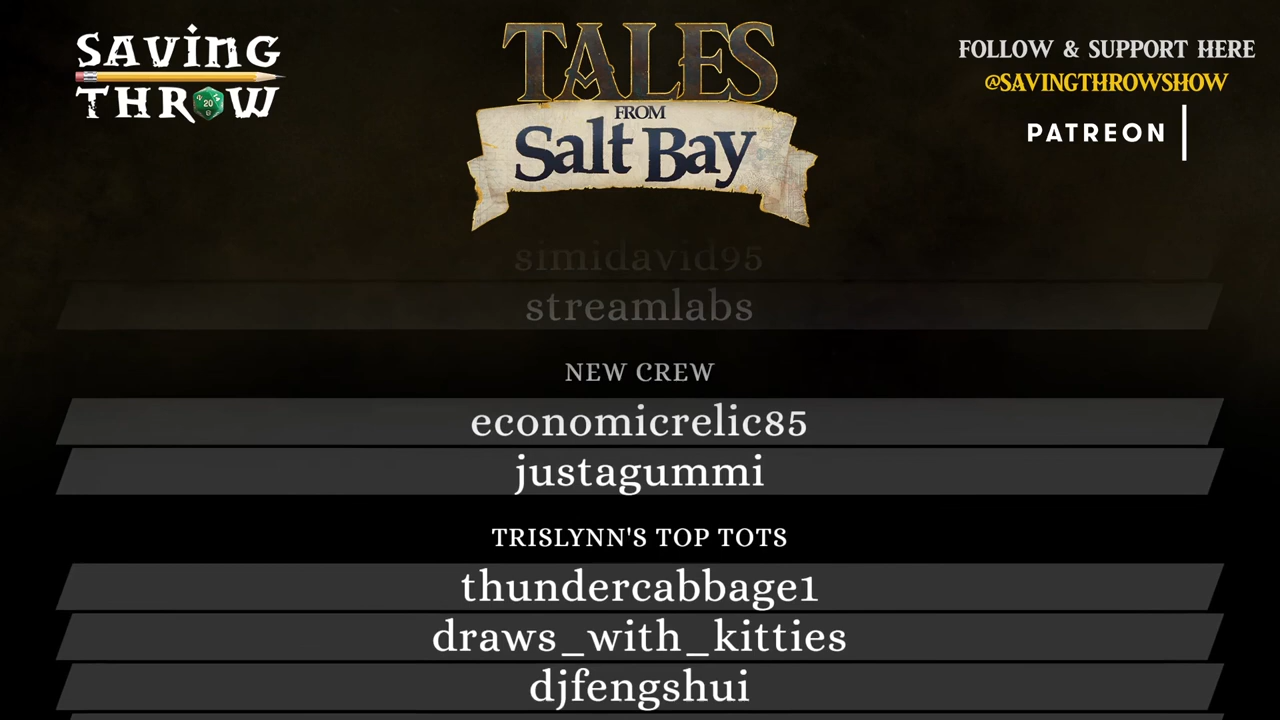 SAVING
THROW
20
TALES
FROM
Salt Bay
FOLLOW & SUPPORT HERE
@SAVINGTHROWSHOW
PATREON
simidavid95
streamlabs
NEW CREW
economicrelic85
justagummi
TRISLYNN'S TOP TOTS
thundercabbage1
draws_with_kitties
djfengshui